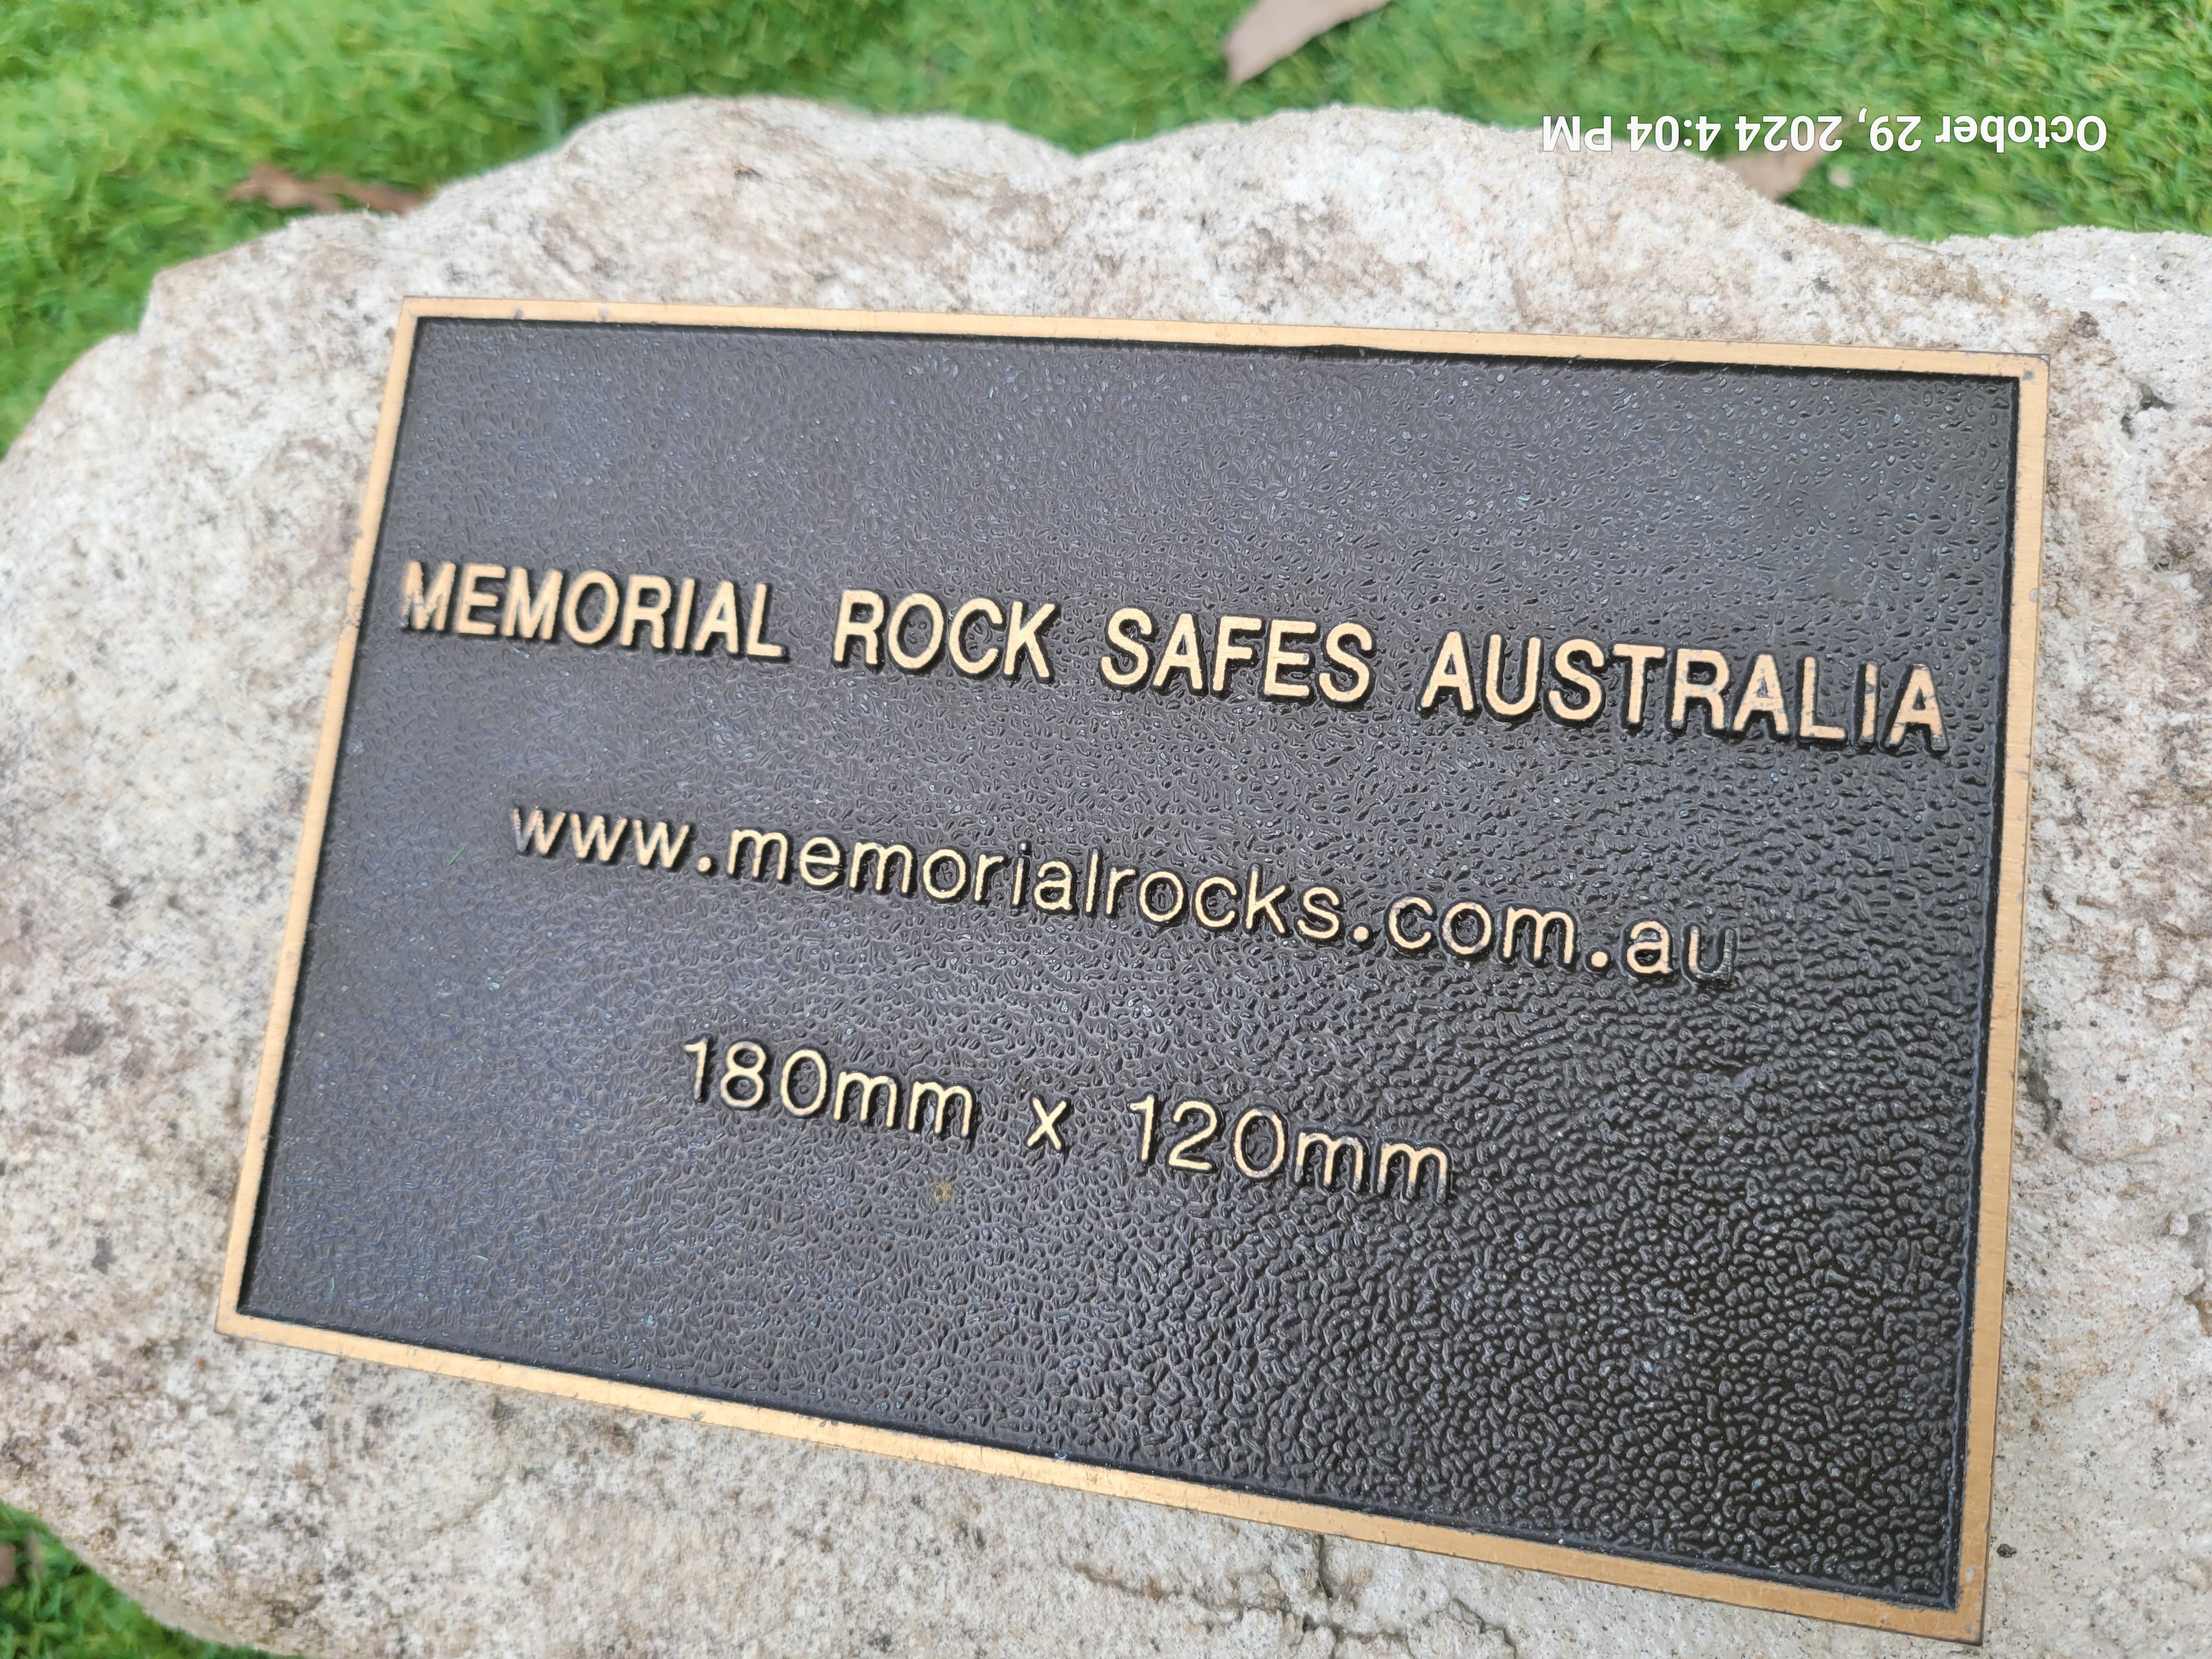 October 29, 2024 4:04 PM
MEMORIAL ROCK SAFES AUSTRALIA
www.memorialrocks.com.au
180mm x 120mm